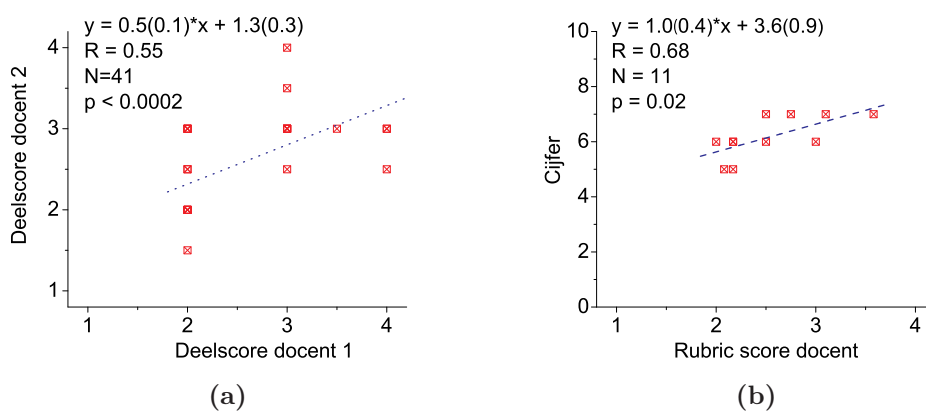 y = 0.5(0.1)*x + 1.3(0.3)
R = 0.55
N=41
p < 0.0002
4
3
2
1
Deelscore docent 2
1 2 3 4
Deelscore docent 1
(a)
y = 1.0(0.4)*x + 3.6(0.9)
R = 0.68
N = 11
p = 0.02
10
8
6
4
2
0
Cijfer
1 2 3 4
Rubric score docent
(b)